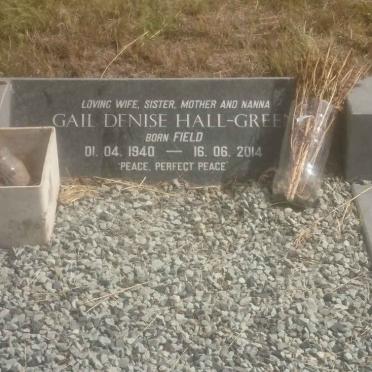 LOVING WIFE, SISTER, MOTHER AND NANNA
GAIL DENISE HALL-GREEN
BORN FIELD
01. 04. 1940 — 16. 06. 2014
"PEACE, PERFECT PEACE"